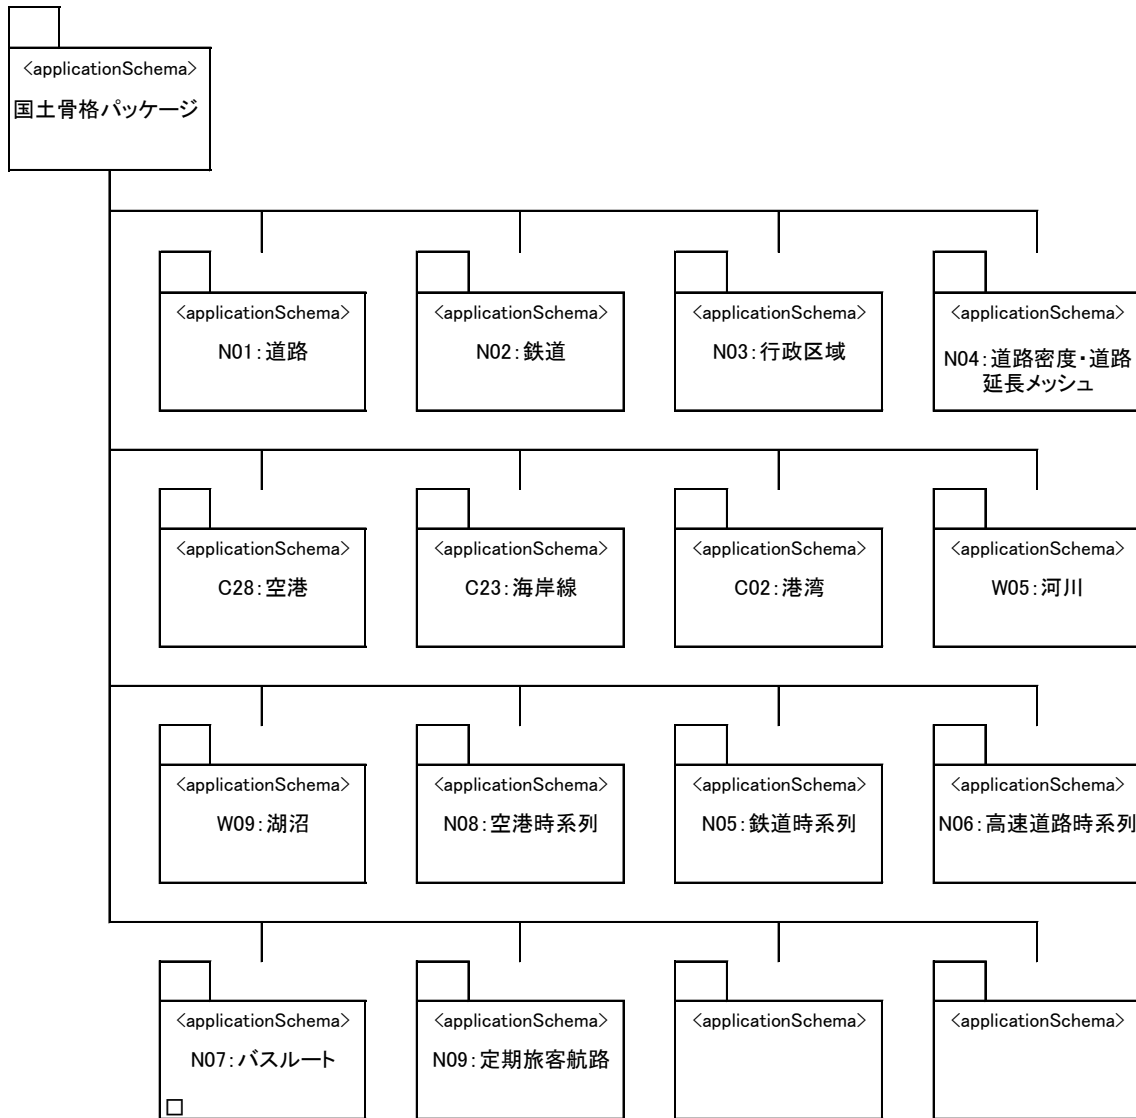 <applicationSchema>
国土骨格パッケージ
<applicationSchema>
N01:道路
<applicationSchema>
N02:鉄道
<applicationSchema>
N03:行政区域
<applicationSchema>
N04:道路密度・道路
延長メッシュ
<applicationSchema>
C28:空港
<applicationSchema>
C23:海岸線
<applicationSchema>
C02:港湾
<applicationSchema>
W05:河川
<applicationSchema>
W09:湖沼
<applicationSchema>
N08:空港時系列
<applicationSchema>
N05:鉄道時系列
<applicationSchema>
N06:高速道路時系列
<applicationSchema>
N07:バスルート
<applicationSchema>
N09:定期旅客航路
<applicationSchema>
<applicationSchema>